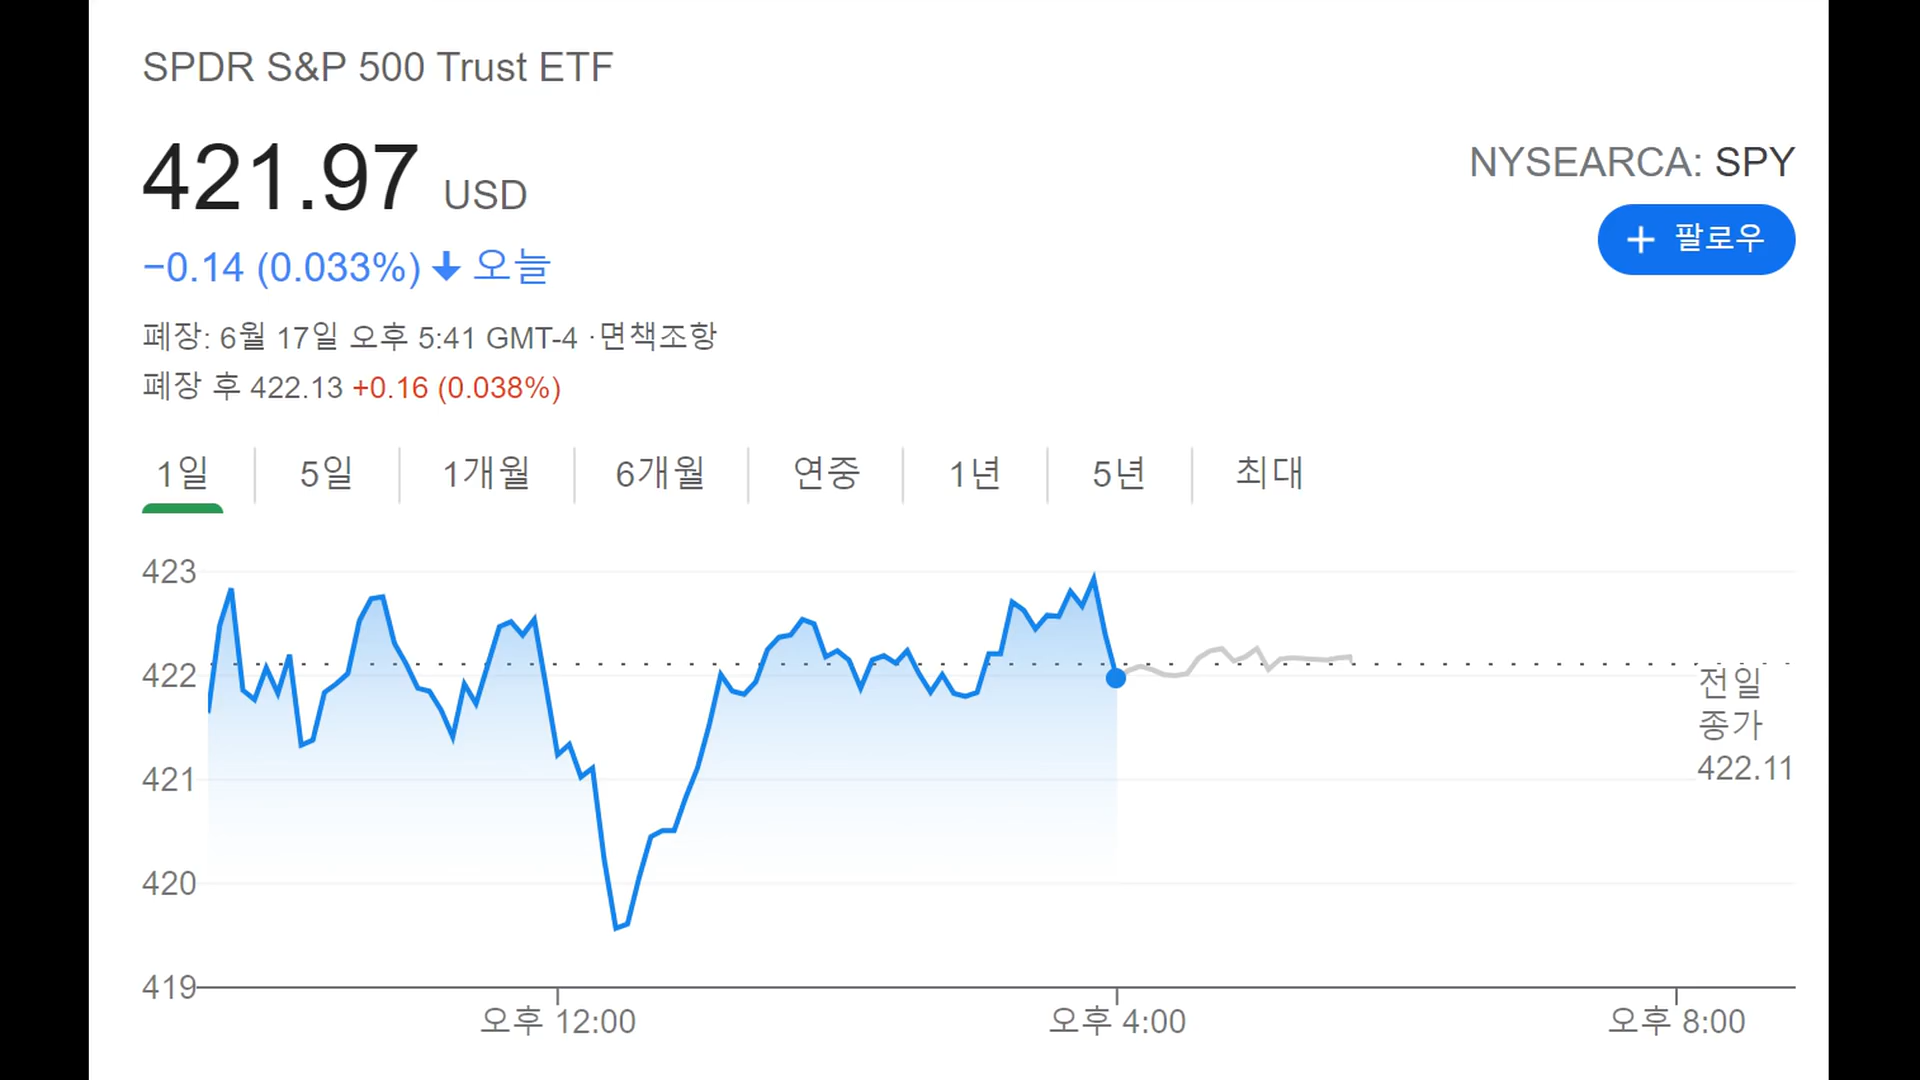 SPDR S&P 500 Trust ETF
421.97 USD
NYSEARCA: SPY
+ 팔로우
−0.14 (0.033%) ↓ 오늘
폐장: 6월 17일 오후 5:41 GMT-4 ·면책조항
폐장 후 422.13 +0.16 (0.038%)
1일 5일 1개월 6개월 연중 1년 5년 최대
423
422
421
420
419
전일
종가
422.11
오후 12:00 오후 4:00 오후 8:00